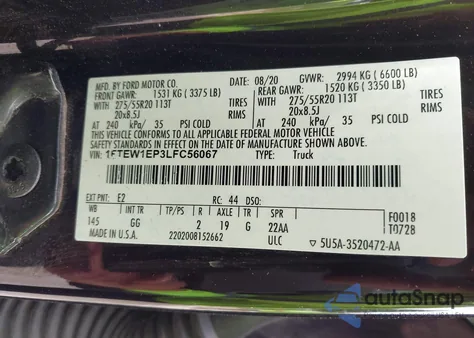 MFD. BY FORD MOTOR CO.
08/20 GVWR: 2994 KG ( 6600 LB)
FRONT GAWR: 1531 KG ( 3375 LB)
REAR GAWR: 1520 KG ( 3350 LB)
WITH 275/55R20 113T TIRES
WITH 275/55R20 113T TIRES
20x8.5J
20x8.5J
AT 240 kPa/ 35 PSI COLD
AT 240 kPa/ 35 PSI COLD
THIS VEHICLE CONFORMS TO ALL APPLICABLE FEDERAL MOTOR VEHICLE
SAFETY STANDARDS IN EFFECT ON THE DATE OF MANUFACTURE SHOWN ABOVE.
VIN: 1FTEW1EP3LFC56067
TYPE: Truck
EXT PNT: E2 RC: 44 DSO:
WB INT TR TP/PS R AXLE TR SPR
145 GG 2 19 G 22AA
F0018
T0728
2202008152662 ULC
5U5A-3520472-AA
autoSnap